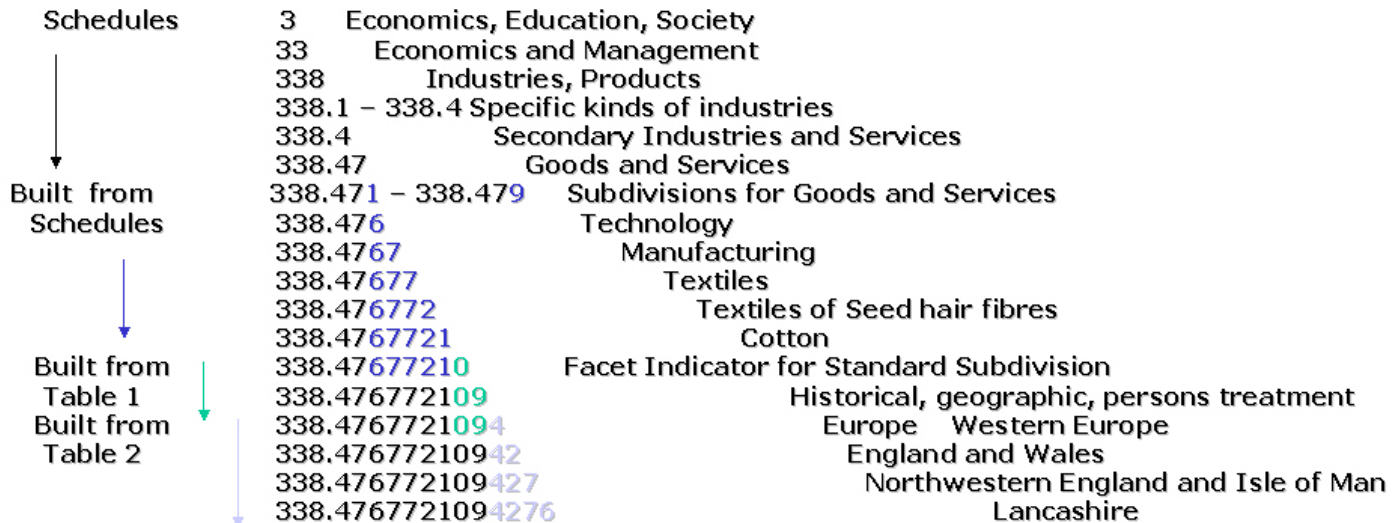 Schedules 3 Economics, Education, Society
33 Economics and Management
338 Industries, Products
338.1 – 338.4 Specific kinds of industries
338.4 Secondary Industries and Services
338.47 Goods and Services
Built from 338.471 – 338.479 Subdivisions for Goods and Services
Schedules 338.476 Technology
338.4767 Manufacturing
338.47677 Textiles
338.476772 Textiles of Seed hair fibres
338.4767721 Cotton
Built from 338.47677210 Facet Indicator for Standard Subdivision
Table 1 338.476772109 Historical, geographic, persons treatment
Built from 338.4767721094 Europe Western Europe
Table 2 338.47677210942 England and Wales
338.476772109427 Northwestern England and Isle of Man
338.4767721094276 Lancashire